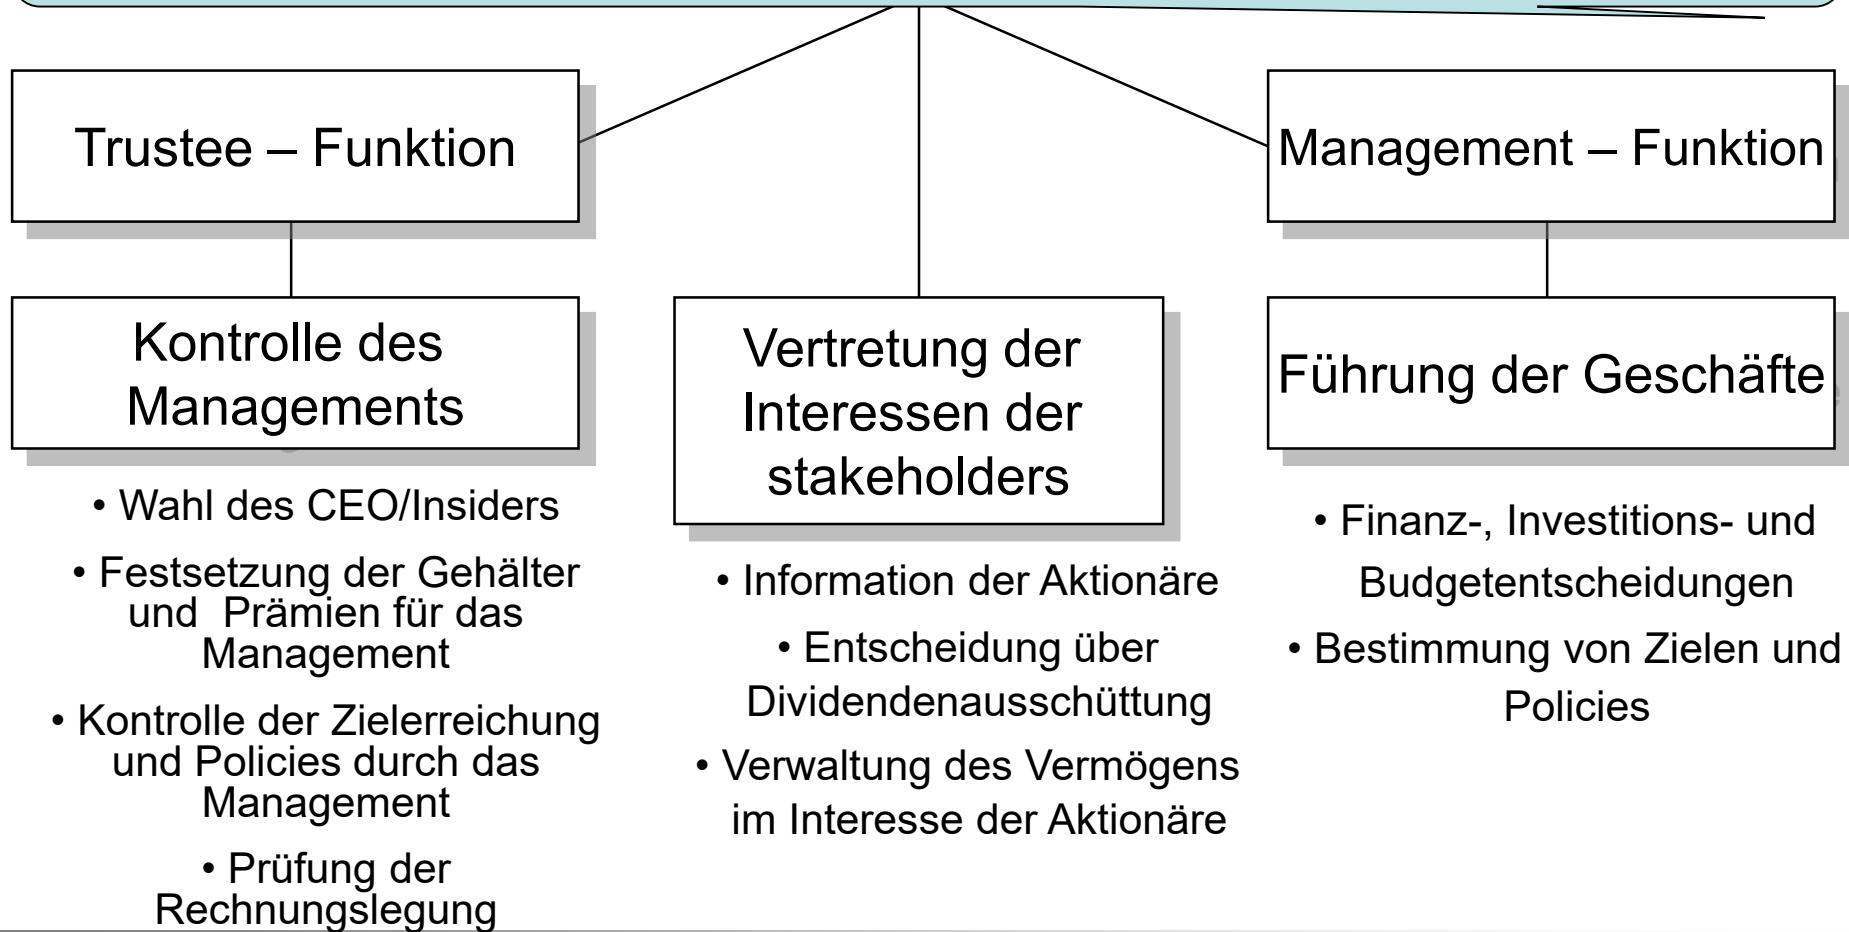 Trustee – Funktion
Management – Funktion
Kontrolle des
Managements
Vertretung der
Interessen der
stakeholders
Führung der Geschäfte
• Wahl des CEO/Insiders
• Festsetzung der Gehälter
und Prämien für das
Management
• Kontrolle der Zielerreichung
und Policies durch das
Management
• Prüfung der
Rechnungslegung
• Information der Aktionäre
• Entscheidung über
Dividendenausschüttung
• Verwaltung des Vermögens
im Interesse der Aktionäre
• Finanz-, Investitions- und
Budgetentscheidungen
• Bestimmung von Zielen und
Policies